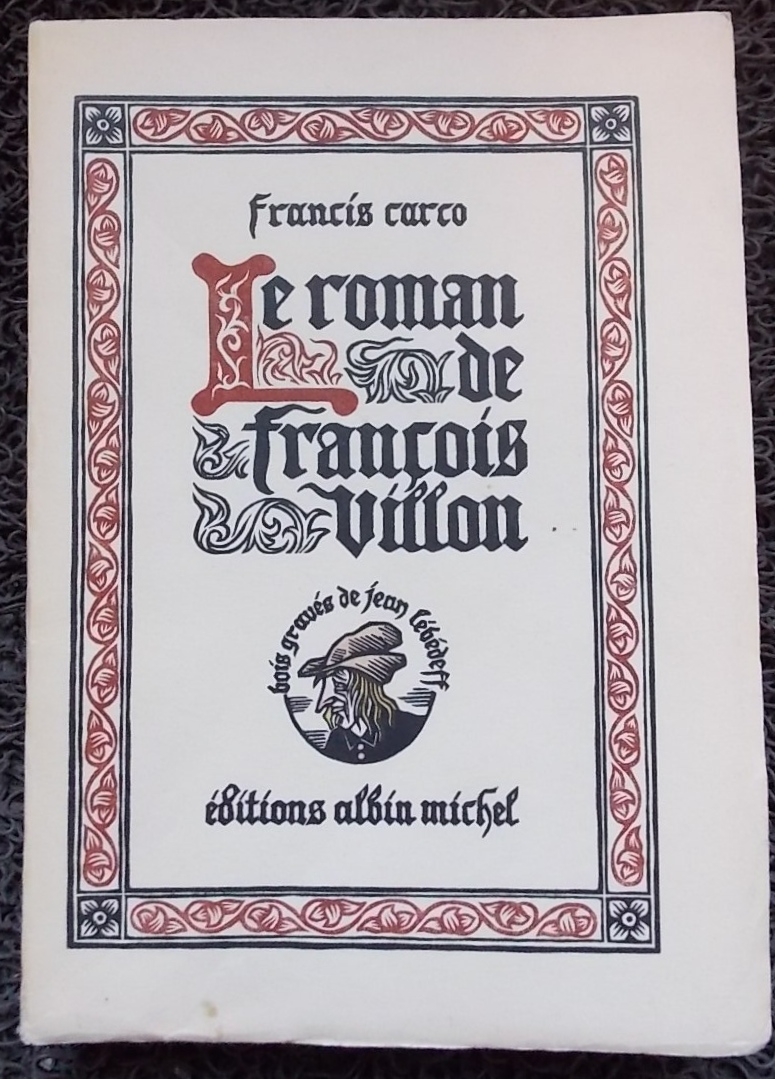 francis carco
Le roman
de
françois
villon
bois gravés de jean lébédeff
éditions albin michel